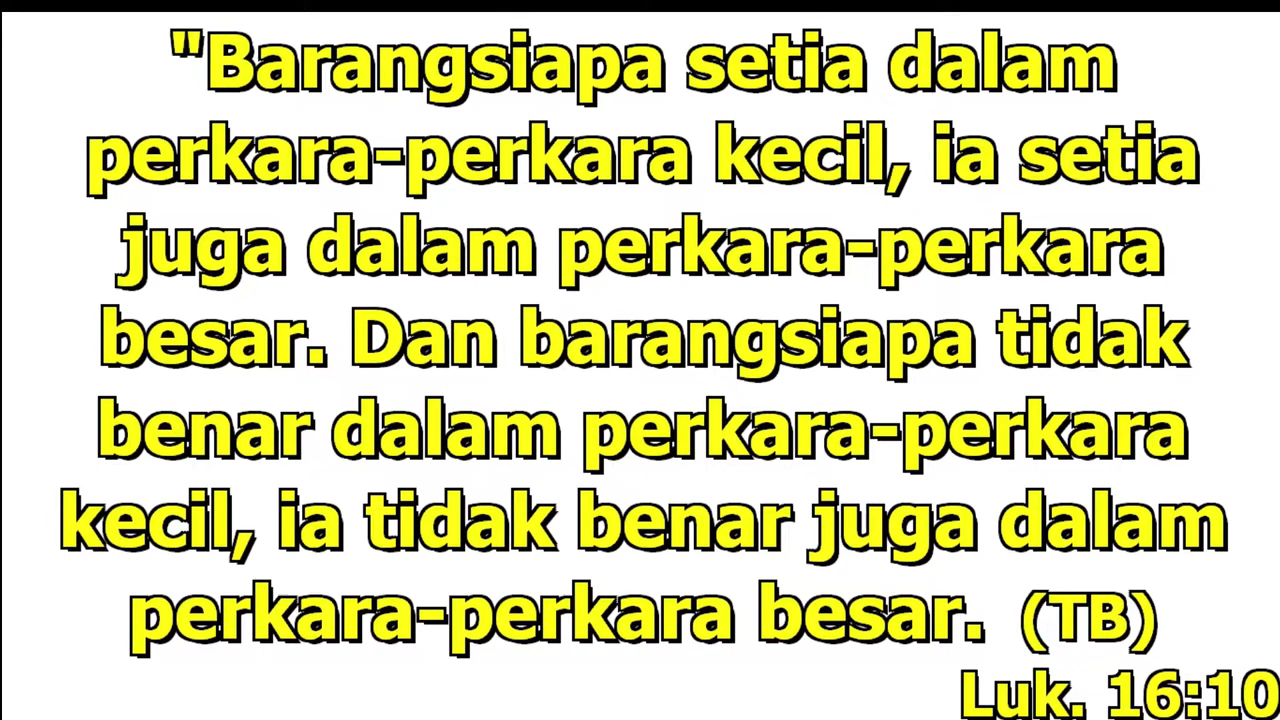 "Barangsiapa setia dalam
perkara-perkara kecil, ia setia
juga dalam perkara-perkara
besar. Dan barangsiapa tidak
benar dalam perkara-perkara
kecil, ia tidak benar juga dalam
perkara-perkara besar. (TB)
Luk. 16:10